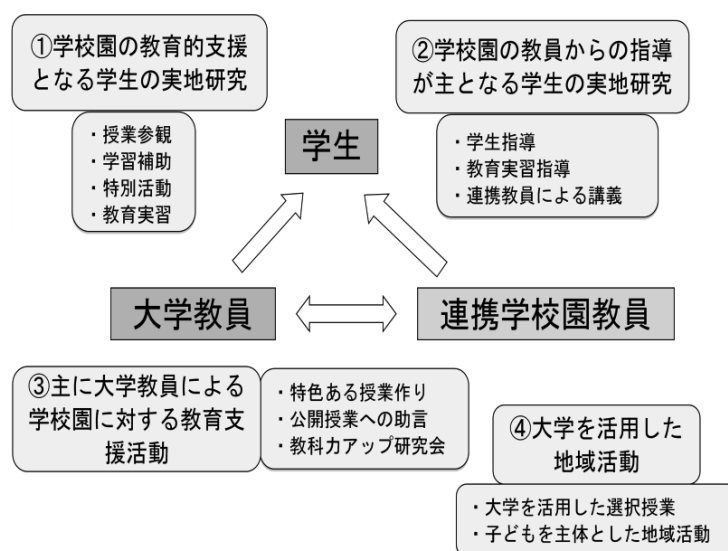 ①学校園の教育的支援
となる学生の実地研究
・授業参観
・学習補助
・特別活動
・教育実習
②学校園の教員からの指導
が主となる学生の実地研究
・学生指導
・教育実習指導
・連携教員による講義
学生
大学教員
連携学校園教員
③主に大学教員による
学校園に対する教育支
援活動
・特色ある授業作り
・公開授業への助言
・教科力アップ研究会
④大学を活用した
地域活動
・大学を活用した選択授業
・子どもを主体とした地域活動